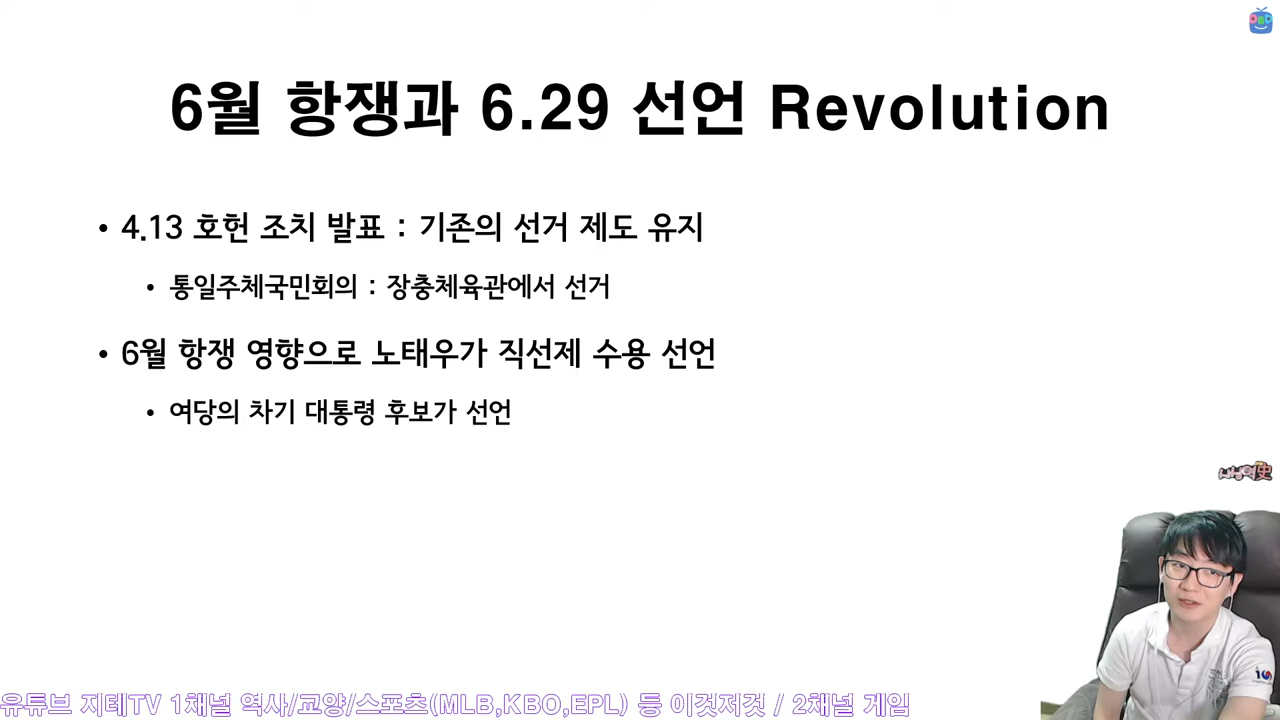 6월 항쟁과 6.29 선언 Revolution
• 4.13 호헌 조치 발표 : 기존의 선거 제도 유지
• 통일주체국민회의 : 장충체육관에서 선거
• 6월 항쟁 영향으로 노태우가 직선제 수용 선언
• 여당의 차기 대통령 후보가 선언
유튜브 지테TV 1채널 역사/교양/스포츠(MLB,KBO,EPL) 등 이것저것 / 2채널 게임